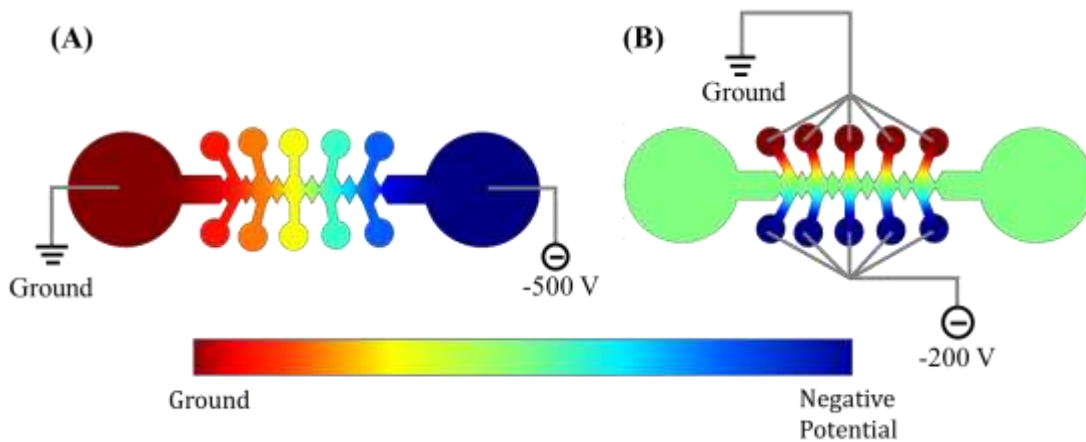 (A)
Ground
-500 V
(B)
Ground
-200 V
Ground
Negative
Potential